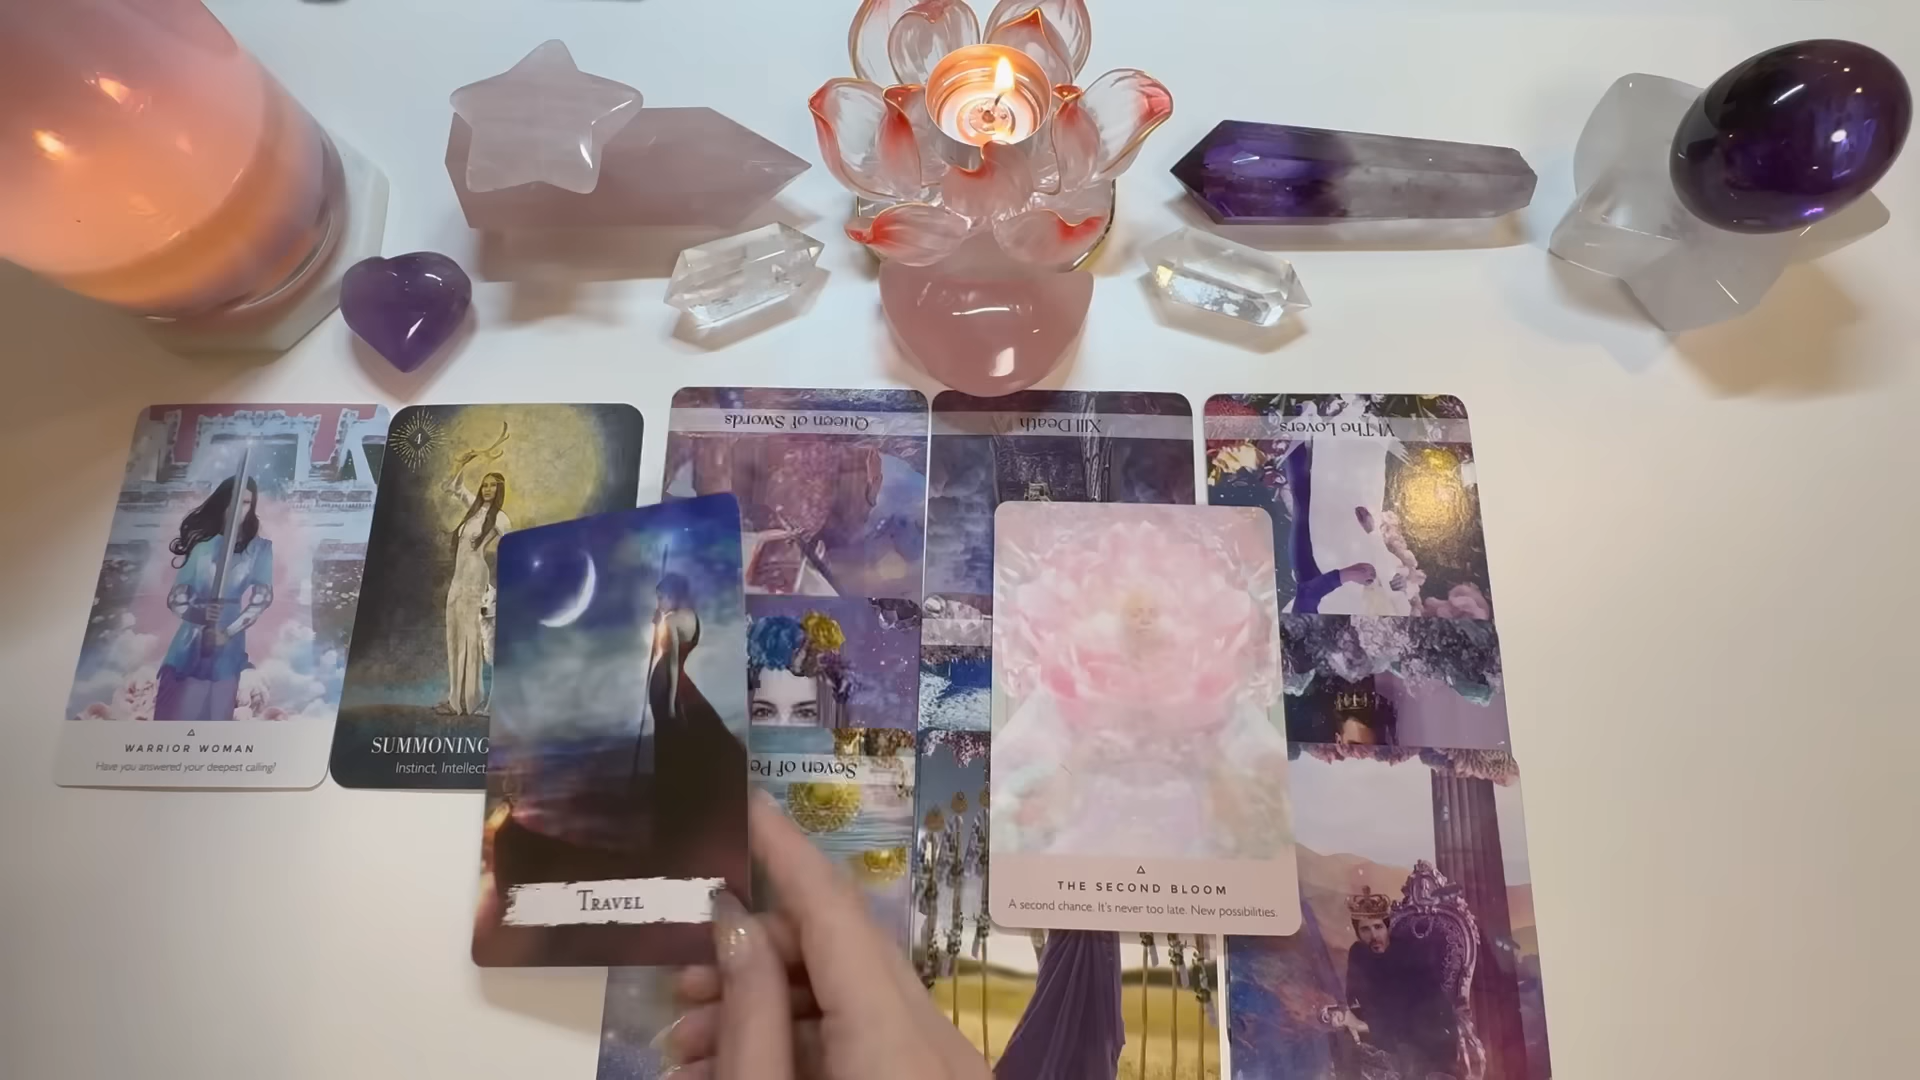 Queen of Swords
XIII Death
VI The Lovers
4
WARRIOR WOMAN
Have you answered your deepest calling?
SUMMONING
Instinct, Intellect
Seven of Pe
TRAVEL
THE SECOND BLOOM
A second chance. It's never too late. New possibilities.